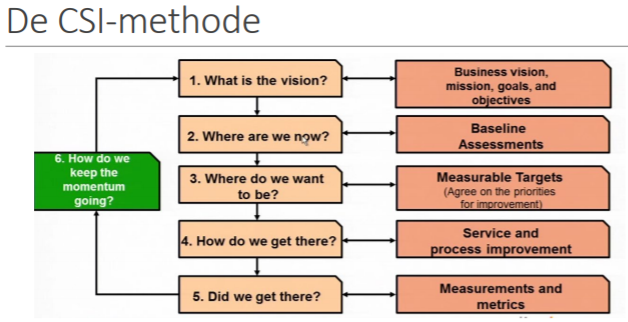 De CSI-methode
1. What is the vision?
Business vision,
mission, goals, and
objectives
2. Where are we now?
Baseline
Assessments
6. How do we
keep the
momentum
going?
3. Where do we want
to be?
Measurable Targets
(Agree on the priorities
for improvement)
4. How do we get there?
Service and
process improvement
5. Did we get there?
Measurements and
metrics